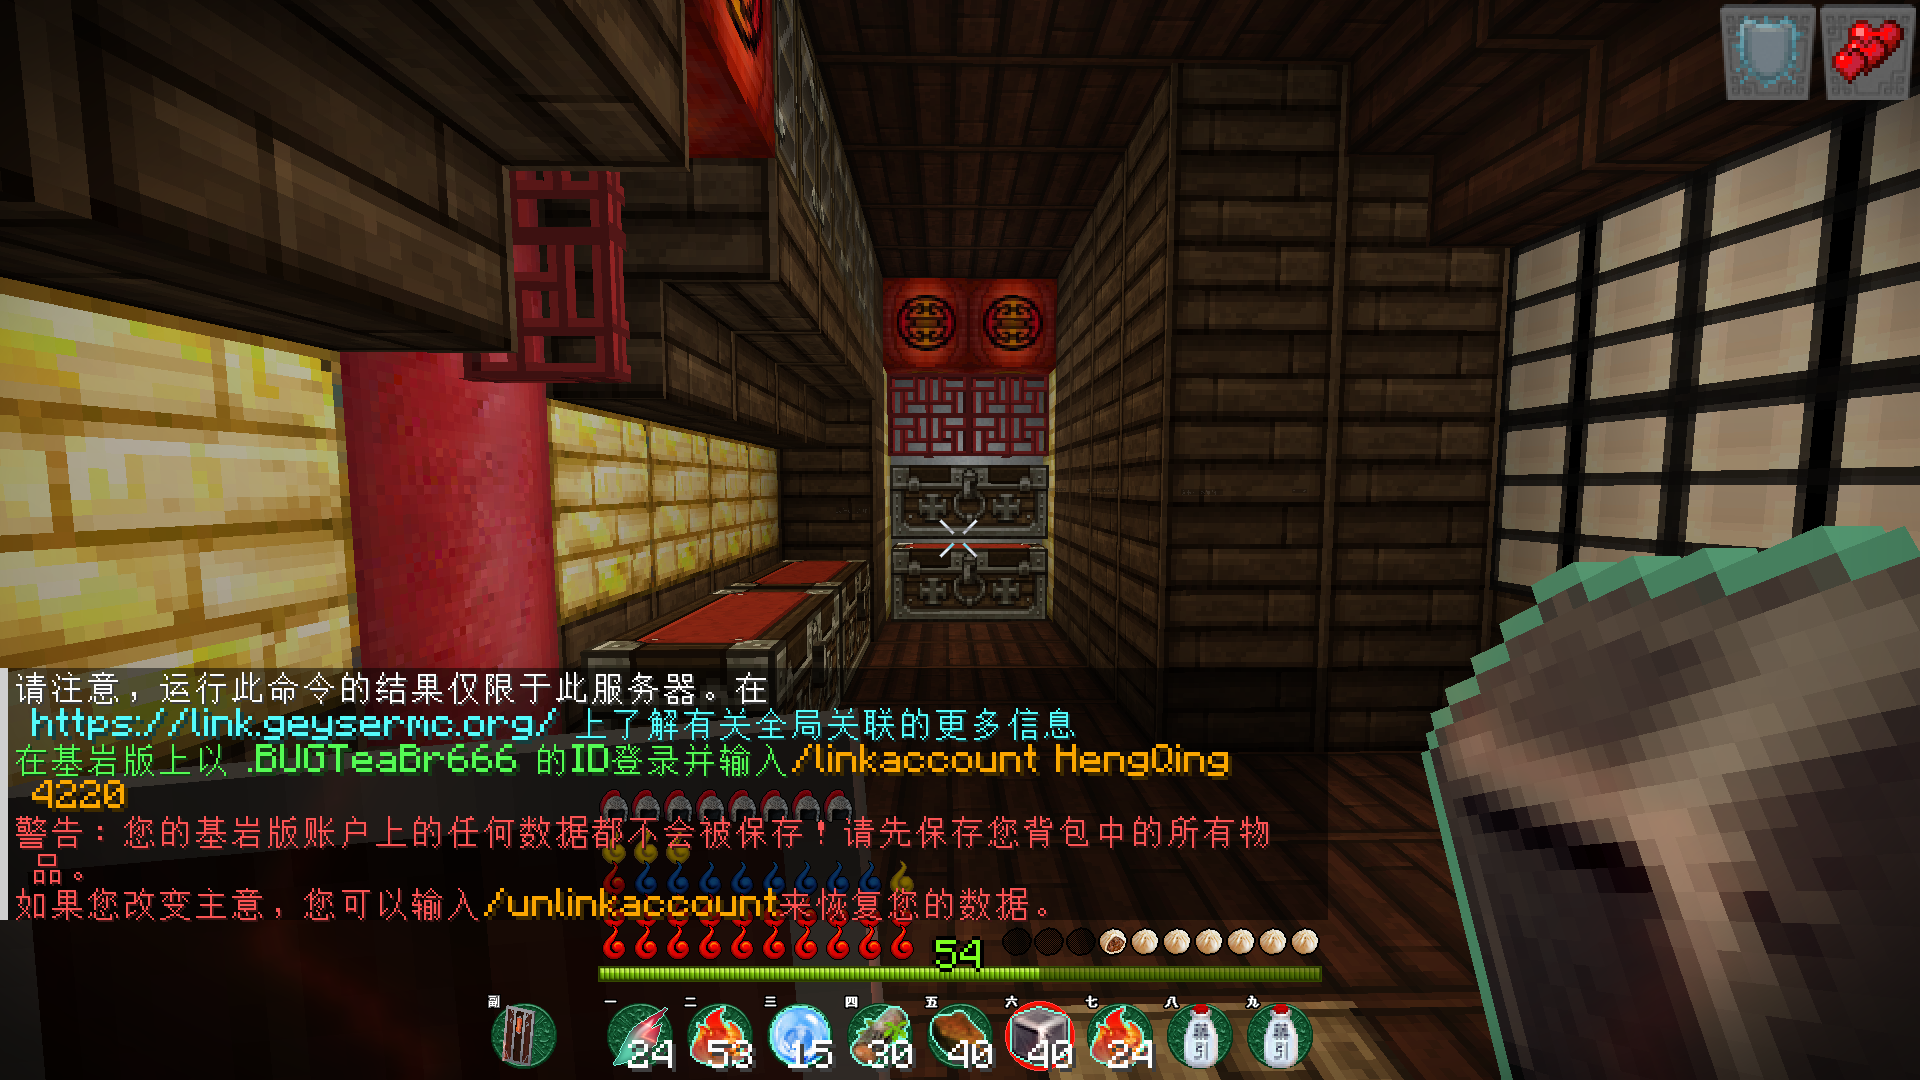 请注意，运行此命令的结果仅限于此服务器。在
https://link.geysermc.org/ 上了解有关全局关联的更多信息
在基岩版上以 .BUGTeaBr666 的ID登录并输入/linkaccount HengQing
4220
警告：您的基岩版账户上的任何数据都不会被保存！请先保存您背包中的所有物
品。
如果您改变主意，您可以输入/unlinkaccount来恢复您的数据。
54
副 一 二 三 四 五 六 七 八 九
24 53 15 30 40 40 24